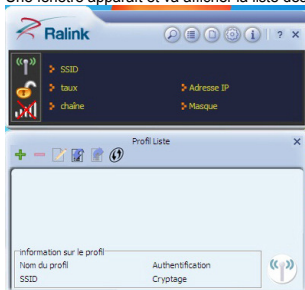 Une fenêtre apparaît et va afficher la liste des
Ralink
i ? ×
SSID
taux Adresse IP
chaîne Masque
Profil Liste ×
information sur le profil
Nom du profil Authentification
SSID Cryptage